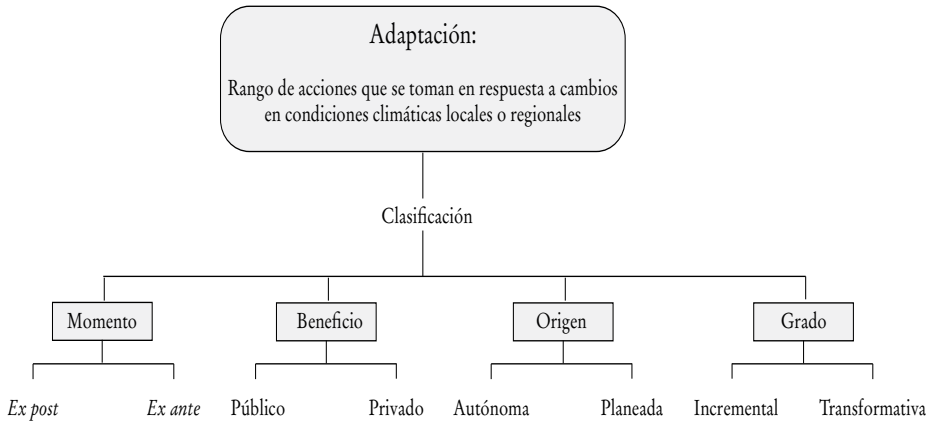 Adaptación:
Rango de acciones que se toman en respuesta a cambios
en condiciones climáticas locales o regionales
Clasificación
Momento
Beneficio
Origen
Grado
Ex post
Ex ante
Público
Privado
Autónoma
Planeada
Incremental
Transformativa